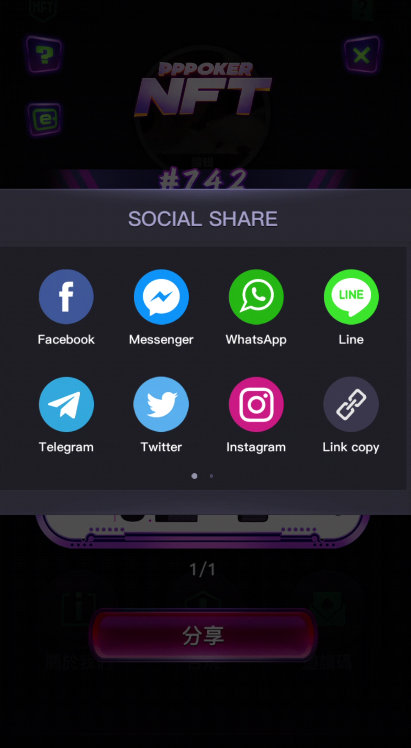 PPPOKER
NFT
#742
SOCIAL SHARE
Facebook
Messenger
WhatsApp
LINE
Line
Telegram
Twitter
Instagram
Link copy
1/1
分享